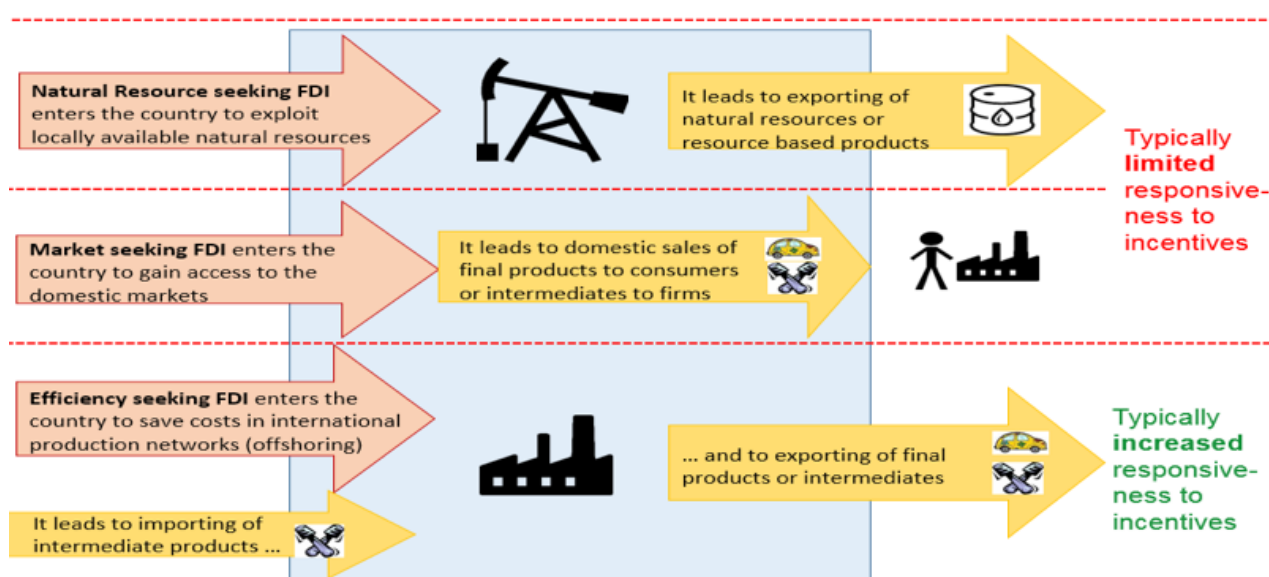 Natural Resource seeking FDI
enters the country to exploit
locally available natural resources
It leads to exporting of
natural resources or
resource based products
Typically
limited
responsive-
ness to
incentives
Market seeking FDI enters the
country to gain access to the
domestic markets
It leads to domestic sales of
final products to consumers
or intermediates to firms
Efficiency seeking FDI enters the
country to save costs in international
production networks (offshoring)
... and to exporting of final
products or intermediates
Typically
increased
responsive-
ness to
incentives
It leads to importing of
intermediate products ...